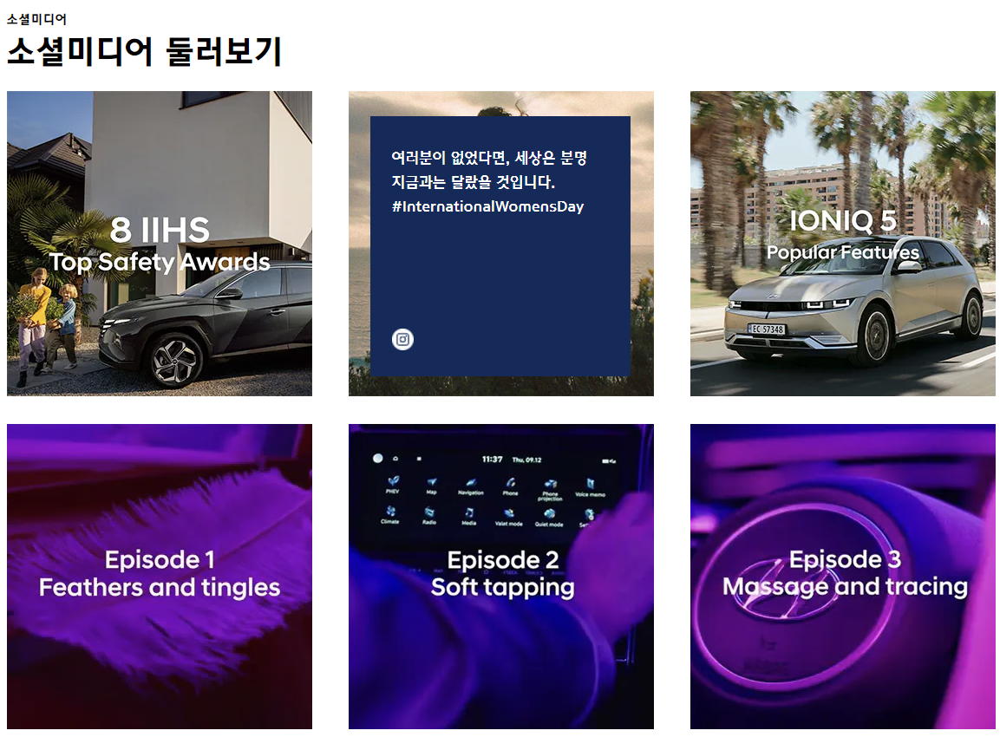 소셜미디어
소셜미디어 둘러보기
8 IIHS
Top Safety Awards
여러분이 없었다면, 세상은 분명
지금과는 달랐을 것입니다.
#InternationalWomensDay
IONIQ 5
Popular Features
EC 57348
Episode 1
Feathers and tingles
11:37 Thu, 09.12
PHEV Map Navigation Phone Phone projection Voice memo
Climate Radio Media Valet mode Quiet mode
Episode 2
Soft tapping
Episode 3
Massage and tracing